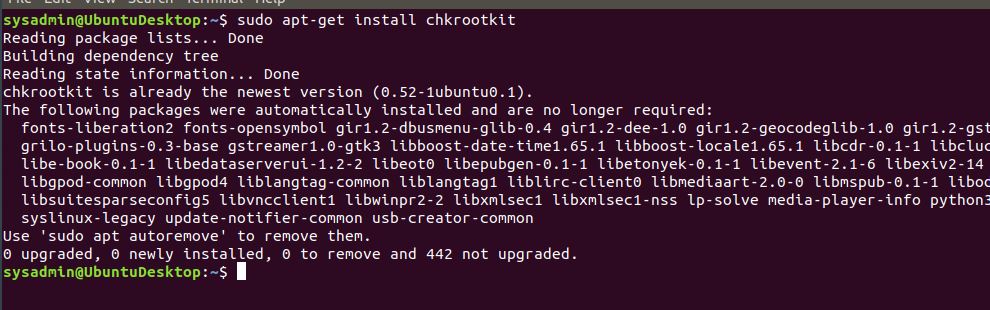 Terminal Help
sysadmin@UbuntuDesktop:~$ sudo apt-get install chkrootkit
Reading package lists... Done
Building dependency tree
Reading state information... Done
chkrootkit is already the newest version (0.52-1ubuntu0.1).
The following packages were automatically installed and are no longer required:
fonts-liberation2 fonts-opensymbol gir1.2-dbusmenu-glib-0.4 gir1.2-dee-1.0 gir1.2-geocodeglib-1.0 gir1.2-gst
grilo-plugins-0.3-base gstreamer1.0-gtk3 libboost-date-time1.65.1 libboost-locale1.65.1 libcdr-0.1-1 libcluc
libe-book-0.1-1 libedataserverui-1.2-2 libeot0 libepubgen-0.1-1 libetonyek-0.1-1 libevent-2.1-6 libexiv2-14
libgpod-common libgpod4 liblangtag-common liblangtag1 liblirc-client0 libmediaart-2.0-0 libmspub-0.1-1 libod
libsuitesparseconfig5 libvncclient1 libwinpr2-2 libxmlsec1 libxmlsec1-nss lp-solve media-player-info python3
syslinux-legacy update-notifier-common usb-creator-common
Use 'sudo apt autoremove' to remove them.
0 upgraded, 0 newly installed, 0 to remove and 442 not upgraded.
sysadmin@UbuntuDesktop:~$